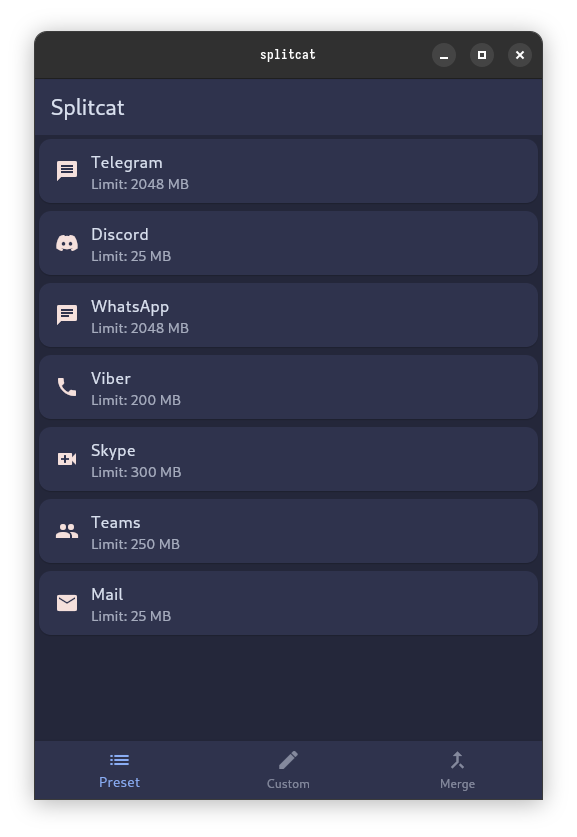 splitcat
Splitcat
Telegram
Limit: 2048 MB
Discord
Limit: 25 MB
WhatsApp
Limit: 2048 MB
Viber
Limit: 200 MB
Skype
Limit: 300 MB
Teams
Limit: 250 MB
Mail
Limit: 25 MB
Preset
Custom
Merge